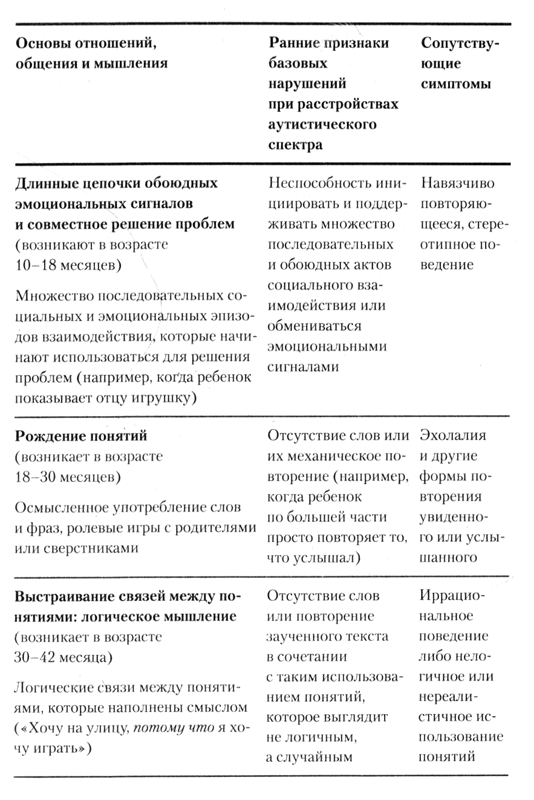 Основы отношений,
общения и мышления
Ранние признаки
базовых
нарушений
при расстройствах
аутистического
спектра
Сопутству-
ющие
симптомы
Длинные цепочки обоюдных
эмоциональных сигналов
и совместное решение проблем
(возникают в возрасте
10–18 месяцев)
Множество последовательных со-
циальных и эмоциональных эпизо-
дов взаимодействия, которые начи-
нают использоваться для решения
проблем (например, когда ребенок
показывает отцу игрушку)
Неспособность ини-
циировать и поддер-
живать множество
последовательных
и обоюдных актов
социального вза-
имодействия или
обмениваться
эмоциональными
сигналами
Навязчиво
повторяю-
щееся, стере-
отипное по-
ведение
Рождение понятий
(возникает в возрасте
18–30 месяцев)
Осмысленное употребление слов
и фраз, ролевые игры с родителями
или сверстниками
Отсутствие слов или
их механическое по-
вторение (например,
когда ребенок
по большей части
просто повторяет то,
что услышал)
Эхолалия
и другие
формы по-
вторения
увиденно-
го или услы-
шанного
Выстраивание связей между по-
нятиями: логическое мышление
(возникает в возрасте
30–42 месяца)
Логические связи между поняти-
ями, которые наполнены смыслом
(«Хочу на улицу, потому что я хо-
чу играть»)
Отсутствие слов
или повторение
заученного текста
в сочетании
с таким использова-
нием понятий,
которое выглядит
не логичным,
а случайным
Иррацио-
нальное
поведение
либо нело-
гичное или
нереали-
стичное ис-
пользование
понятий